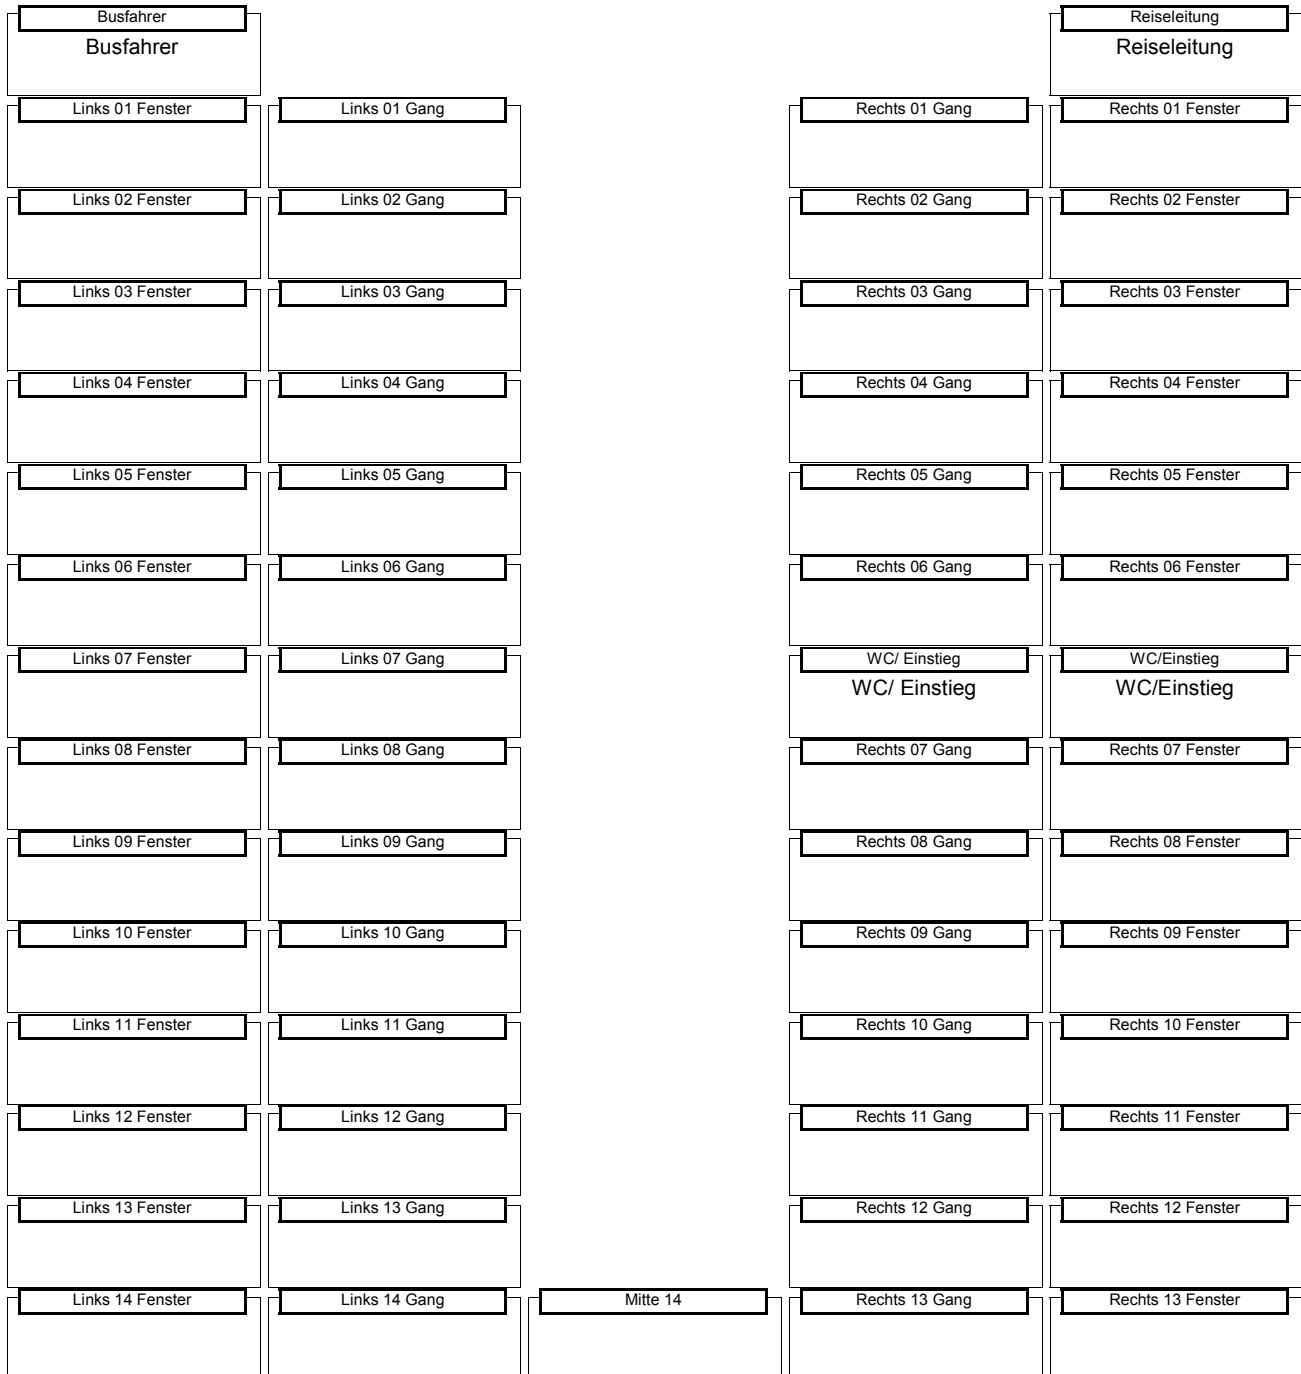 Busfahrer Reiseleitung
Busfahrer Reiseleitung
Links 01 Fenster Links 01 Gang Rechts 01 Gang Rechts 01 Fenster
Links 02 Fenster Links 02 Gang Rechts 02 Gang Rechts 02 Fenster
Links 03 Fenster Links 03 Gang Rechts 03 Gang Rechts 03 Fenster
Links 04 Fenster Links 04 Gang Rechts 04 Gang Rechts 04 Fenster
Links 05 Fenster Links 05 Gang Rechts 05 Gang Rechts 05 Fenster
Links 06 Fenster Links 06 Gang Rechts 06 Gang Rechts 06 Fenster
Links 07 Fenster Links 07 Gang WC/ Einstieg WC/Einstieg
WC/ Einstieg WC/Einstieg
Links 08 Fenster Links 08 Gang Rechts 07 Gang Rechts 07 Fenster
Links 09 Fenster Links 09 Gang Rechts 08 Gang Rechts 08 Fenster
Links 10 Fenster Links 10 Gang Rechts 09 Gang Rechts 09 Fenster
Links 11 Fenster Links 11 Gang Rechts 10 Gang Rechts 10 Fenster
Links 12 Fenster Links 12 Gang Rechts 11 Gang Rechts 11 Fenster
Links 13 Fenster Links 13 Gang Rechts 12 Gang Rechts 12 Fenster
Links 14 Fenster Links 14 Gang Mitte 14 Rechts 13 Gang Rechts 13 Fenster